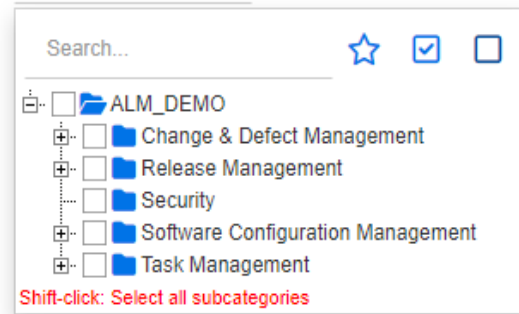 Search...
ALM_DEMO
Change & Defect Management
Release Management
Security
Software Configuration Management
Task Management
Shift-click: Select all subcategories